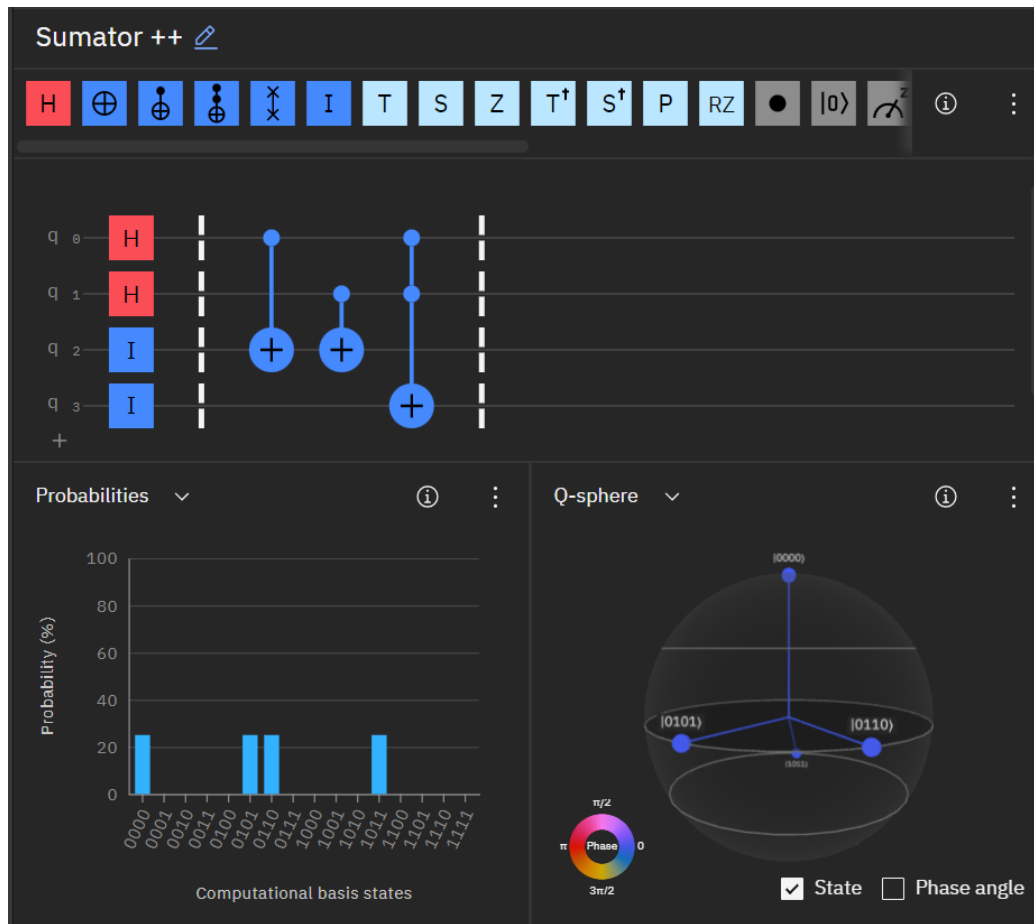 Sumator ++
H T S Z T† S† P RZ |0⟩ z
I
q 0 H
q 1 H
q 2 I
q 3 I
+
Probabilities
Q-sphere
Probability (%)
100
80
60
40
20
0
0000 0001 0010 0011 0100 0101 0110 0111 1000 1001 1010 1011 1100 1101 1110 1111
Computational basis states
|0000⟩
|0101⟩
|0110⟩
|1011⟩
π/2
π Phase 0
3π/2
State Phase angle